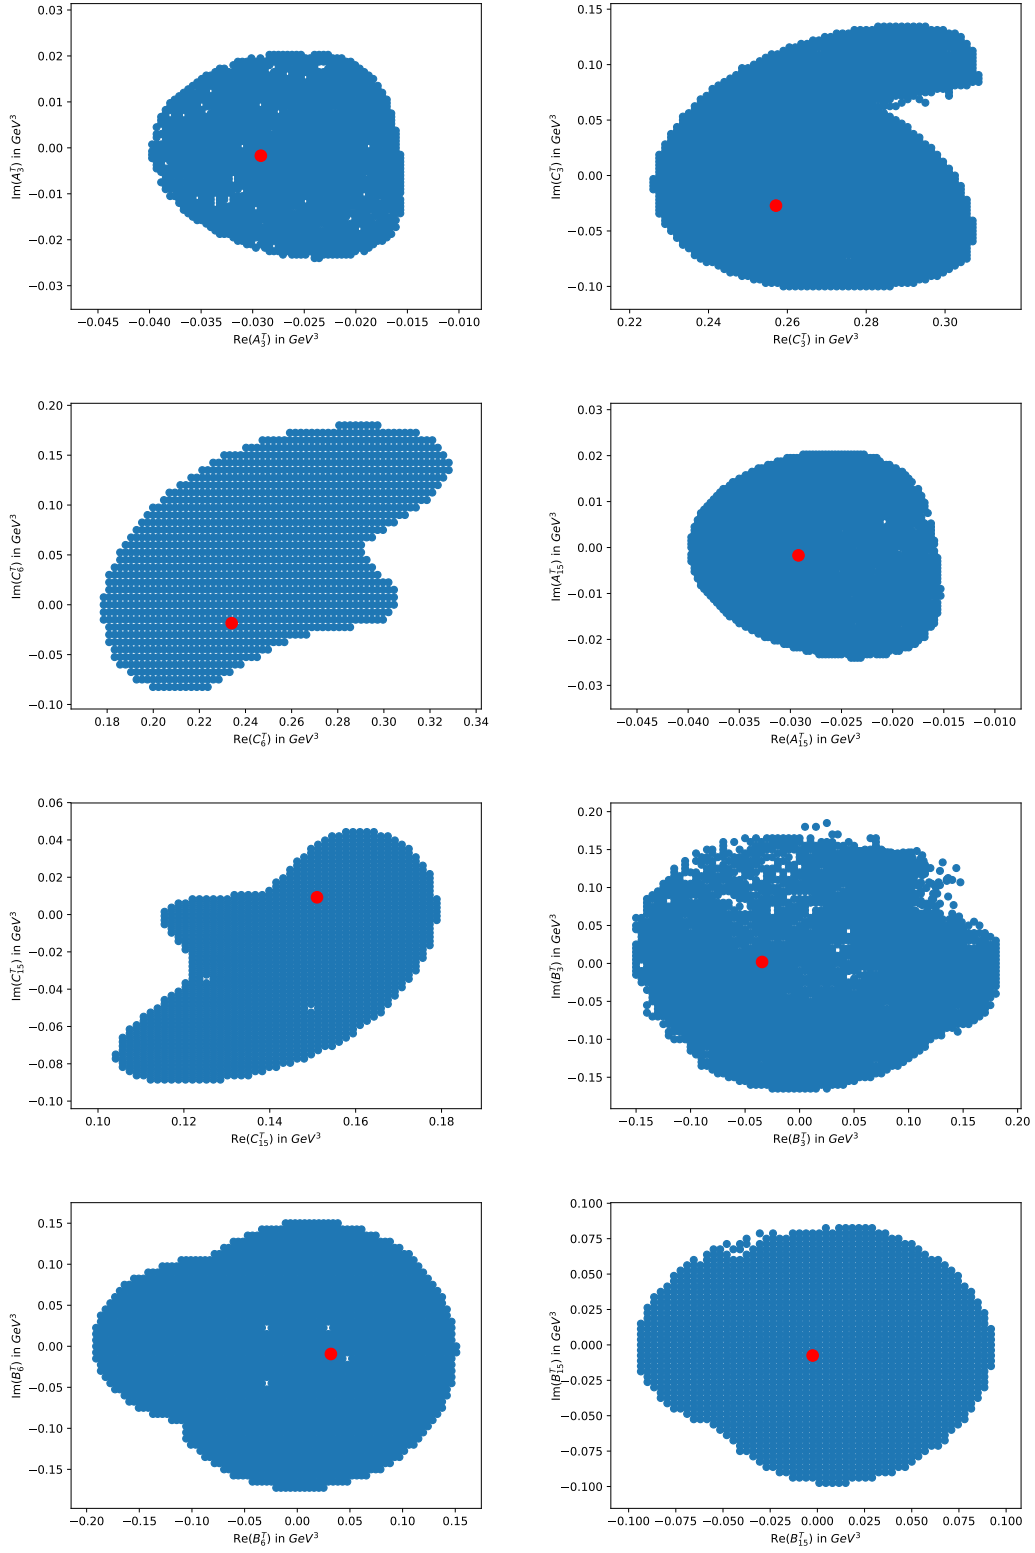 0.03
0.02
0.01
0.00
−0.01
−0.02
−0.03
Im(A_3^T) in GeV^3
−0.045 −0.040 −0.035 −0.030 −0.025 −0.020 −0.015 −0.010
Re(A_3^T) in GeV^3
0.15
0.10
0.05
0.00
−0.05
−0.10
Im(C_3^T) in GeV^3
0.22 0.24 0.26 0.28 0.30
Re(C_3^T) in GeV^3
0.20
0.15
0.10
0.05
0.00
−0.05
−0.10
Im(C_6^T) in GeV^3
0.18 0.20 0.22 0.24 0.26 0.28 0.30 0.32 0.34
Re(C_6^T) in GeV^3
0.03
0.02
0.01
0.00
−0.01
−0.02
−0.03
Im(A_15^T) in GeV^3
−0.045 −0.040 −0.035 −0.030 −0.025 −0.020 −0.015 −0.010
Re(A_15^T) in GeV^3
0.06
0.04
0.02
0.00
−0.02
−0.04
−0.06
−0.08
−0.10
Im(C_15^T) in GeV^3
0.10 0.12 0.14 0.16 0.18
Re(C_15^T) in GeV^3
0.20
0.15
0.10
0.05
0.00
−0.05
−0.10
−0.15
Im(B_3^T) in GeV^3
−0.15 −0.10 −0.05 0.00 0.05 0.10 0.15 0.20
Re(B_3^T) in GeV^3
0.15
0.10
0.05
0.00
−0.05
−0.10
−0.15
Im(B_6^T) in GeV^3
−0.20 −0.15 −0.10 −0.05 0.00 0.05 0.10 0.15
Re(B_6^T) in GeV^3
0.100
0.075
0.050
0.025
0.000
−0.025
−0.050
−0.075
−0.100
Im(B_15^T) in GeV^3
−0.100 −0.075 −0.050 −0.025 0.000 0.025 0.050 0.075 0.100
Re(B_15^T) in GeV^3